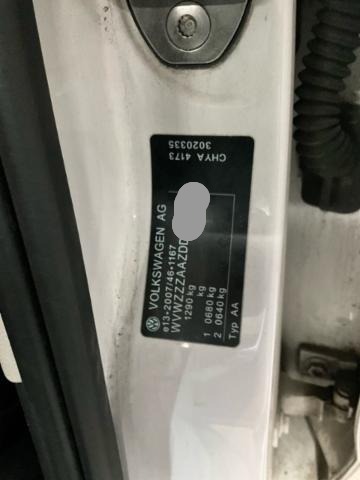 VOLKSWAGEN AG
e13-2007/46-1167
WVWZZZAAZDD
1290 kg
kg
1 0680 kg
2 0640 kg
Typ AA
CHYA 4173
3020335